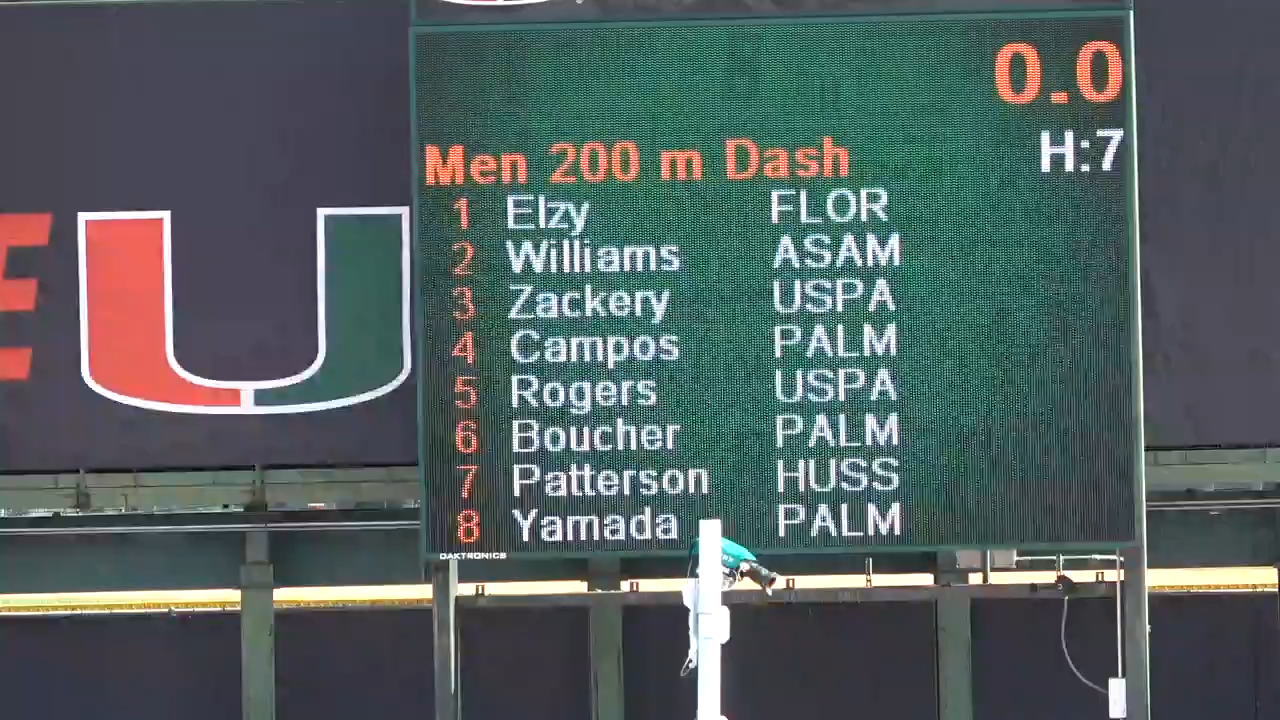 0.0
Men 200 m Dash H:7
1 Elzy FLOR
2 Williams ASAM
3 Zackery USPA
4 Campos PALM
5 Rogers USPA
6 Boucher PALM
7 Patterson HUSS
8 Yamada PALM
DAKTRONICS
U